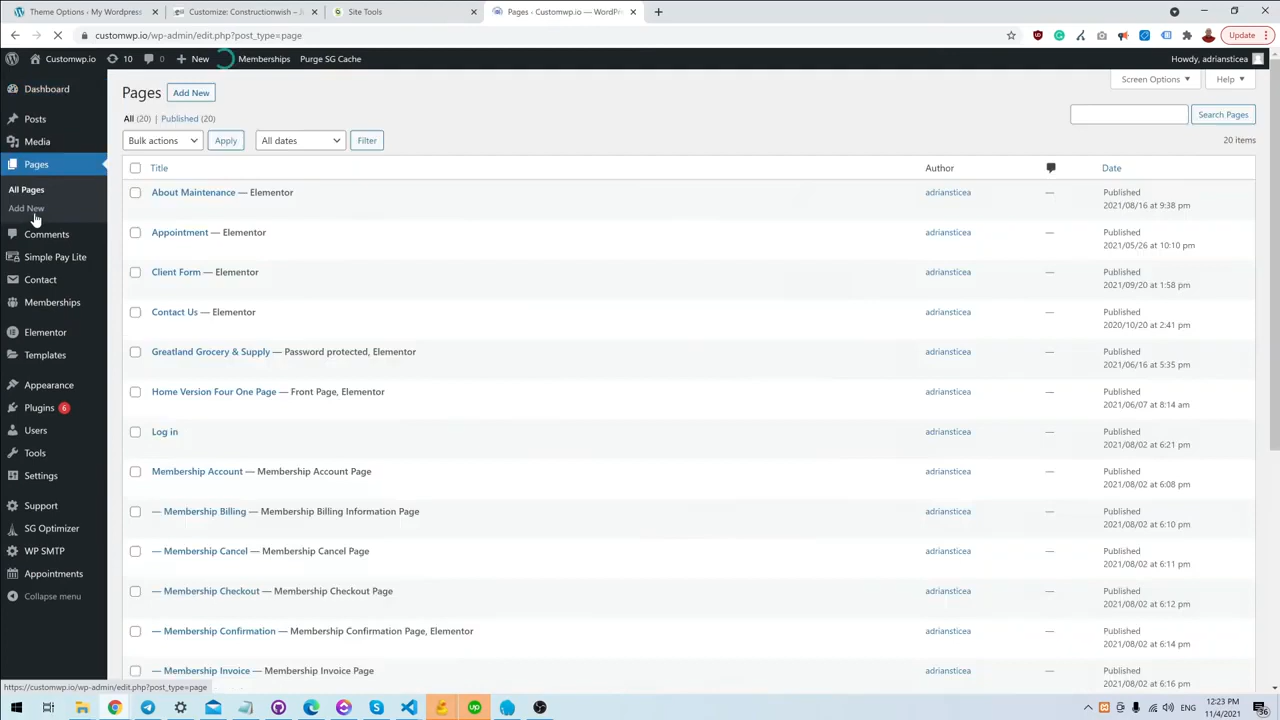 Theme Options - My Wordpress
Customize: Constructionwish – J
Site Tools
Pages ‹ Customwp.io — WordPr
customwp.io/wp-admin/edit.php?post_type=page
Update
Customwp.io
10
0
New
Memberships
Purge SG Cache
Howdy, adriansticea
Dashboard
Posts
Media
Pages
All Pages
Add New
Comments
Simple Pay Lite
Contact
Memberships
Elementor
Templates
Appearance
Plugins 6
Users
Tools
Settings
Support
SG Optimizer
WP SMTP
Appointments
Collapse menu
Screen Options
Help
Pages Add New
All (20) | Published (20)
Search Pages
Bulk actions Apply All dates Filter
20 items
Title Author Date
About Maintenance — Elementor adriansticea — Published
2021/08/16 at 9:38 pm
Appointment — Elementor adriansticea — Published
2021/05/26 at 10:10 pm
Client Form — Elementor adriansticea — Published
2021/09/20 at 1:58 pm
Contact Us — Elementor adriansticea — Published
2020/10/20 at 2:41 pm
Greatland Grocery & Supply — Password protected, Elementor adriansticea — Published
2021/06/16 at 5:35 pm
Home Version Four One Page — Front Page, Elementor adriansticea — Published
2021/06/07 at 8:14 am
Log in adriansticea — Published
2021/08/02 at 6:21 pm
Membership Account — Membership Account Page adriansticea — Published
2021/08/02 at 6:08 pm
— Membership Billing — Membership Billing Information Page adriansticea — Published
2021/08/02 at 6:10 pm
— Membership Cancel — Membership Cancel Page adriansticea — Published
2021/08/02 at 6:11 pm
— Membership Checkout — Membership Checkout Page adriansticea — Published
2021/08/02 at 6:12 pm
— Membership Confirmation — Membership Confirmation Page, Elementor adriansticea — Published
2021/08/02 at 6:14 pm
— Membership Invoice — Membership Invoice Page adriansticea — Published
2021/08/02 at 6:16 pm
https://customwp.io/wp-admin/edit.php?post_type=page
ENG
12:23 PM
11/4/2021